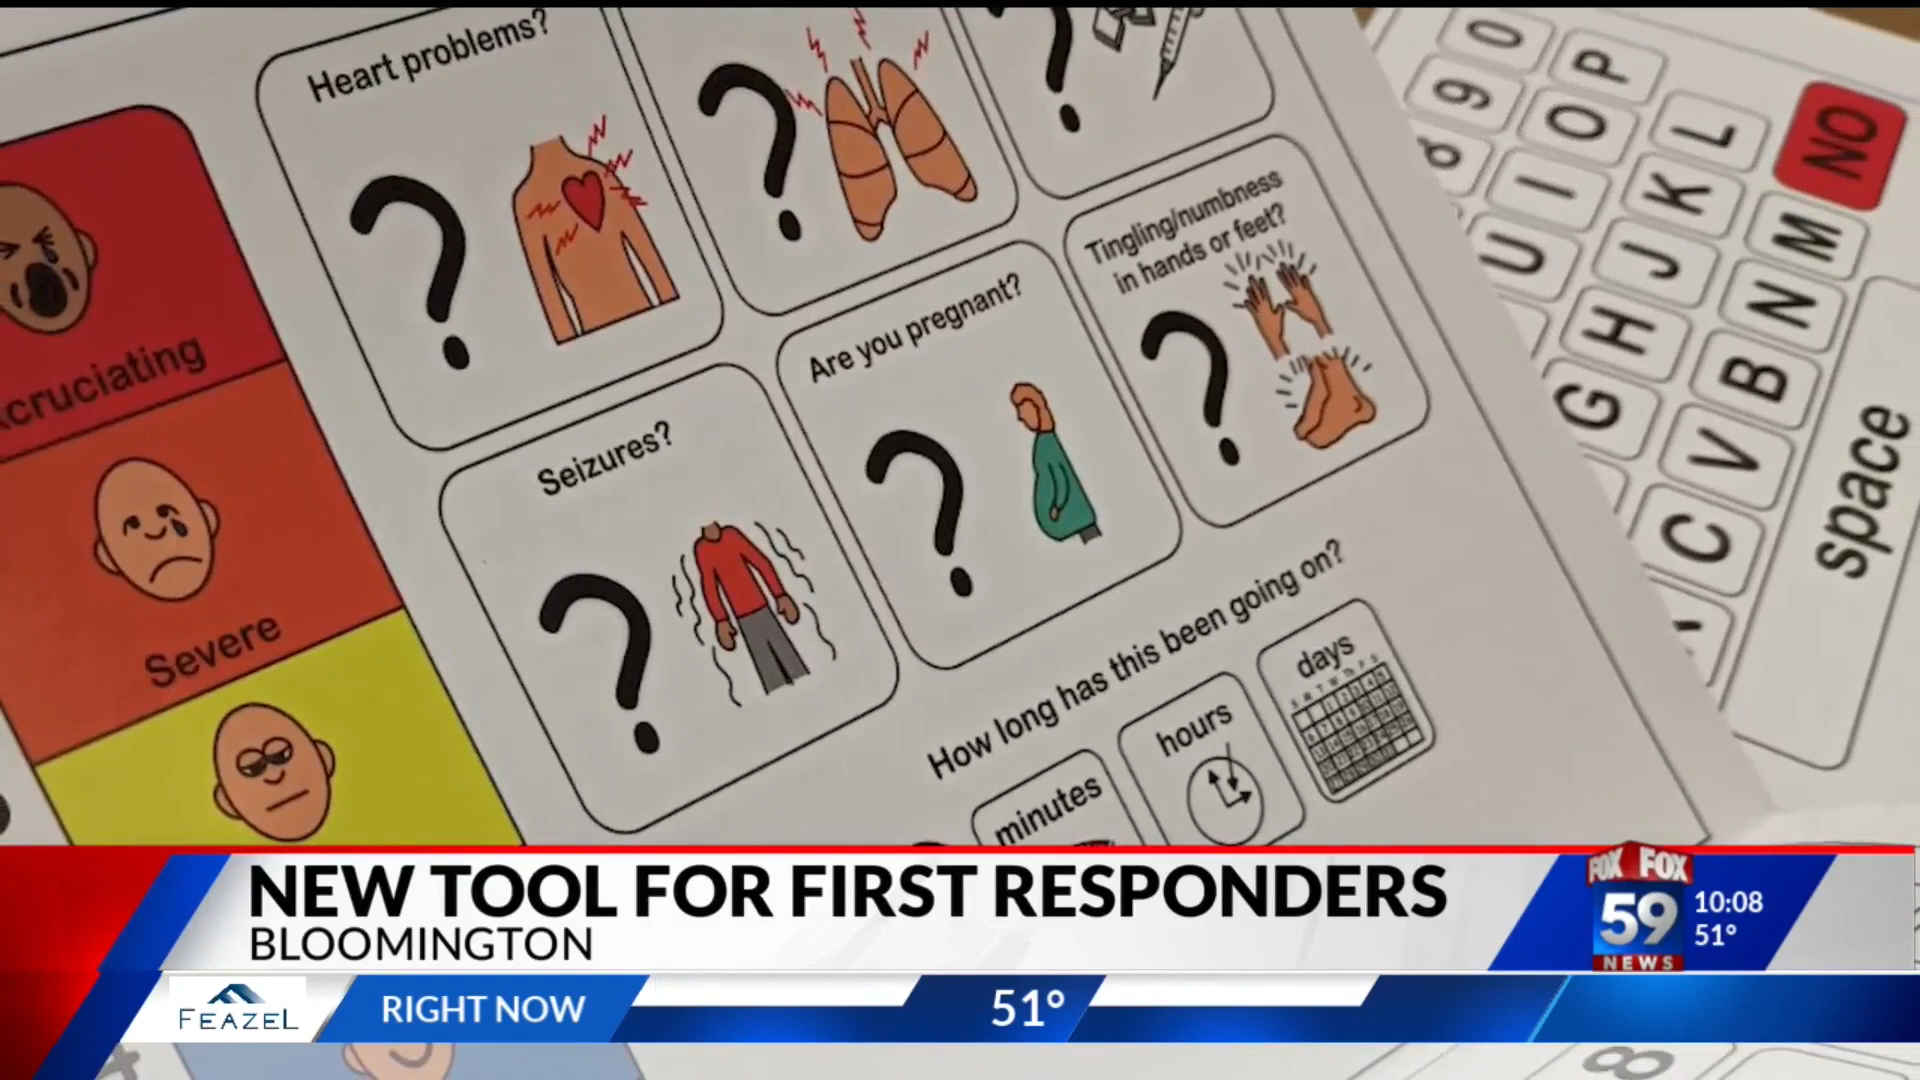 Heart problems?
Tingling/numbness
in hands or feet?
Are you pregnant?
Seizures?
Severe
How long has this been going on?
minutes
hours
days
0
9
P
O
I
U
L
K
J
H
G
NO
M
N
B
V
C
space
NEW TOOL FOR FIRST RESPONDERS
BLOOMINGTON
FOX FOX
59
NEWS
10:08
51°
FEAZEL
RIGHT NOW
51°
8